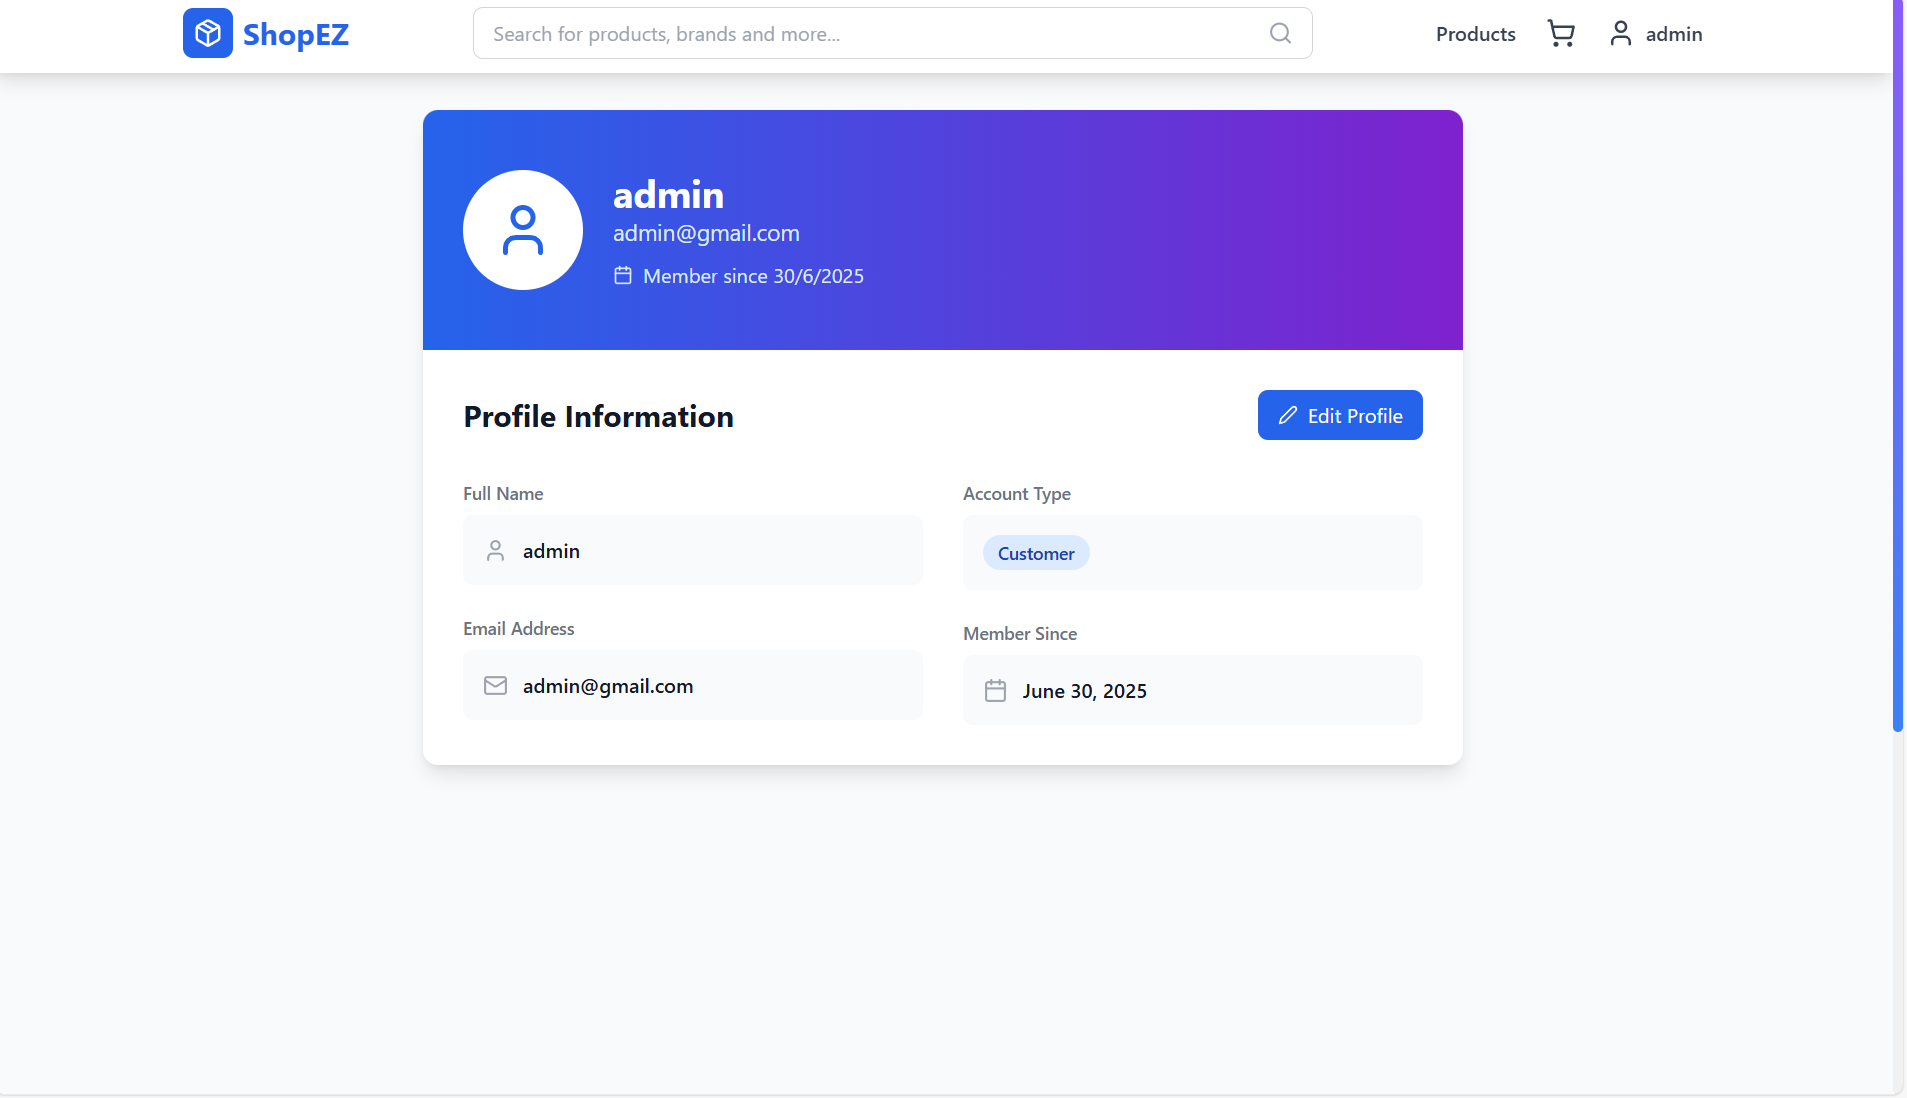 ShopEZ
Search for products, brands and more...
Products
admin
admin
admin@gmail.com
Member since 30/6/2025
Profile Information
Edit Profile
Full Name
admin
Account Type
Customer
Email Address
admin@gmail.com
Member Since
June 30, 2025